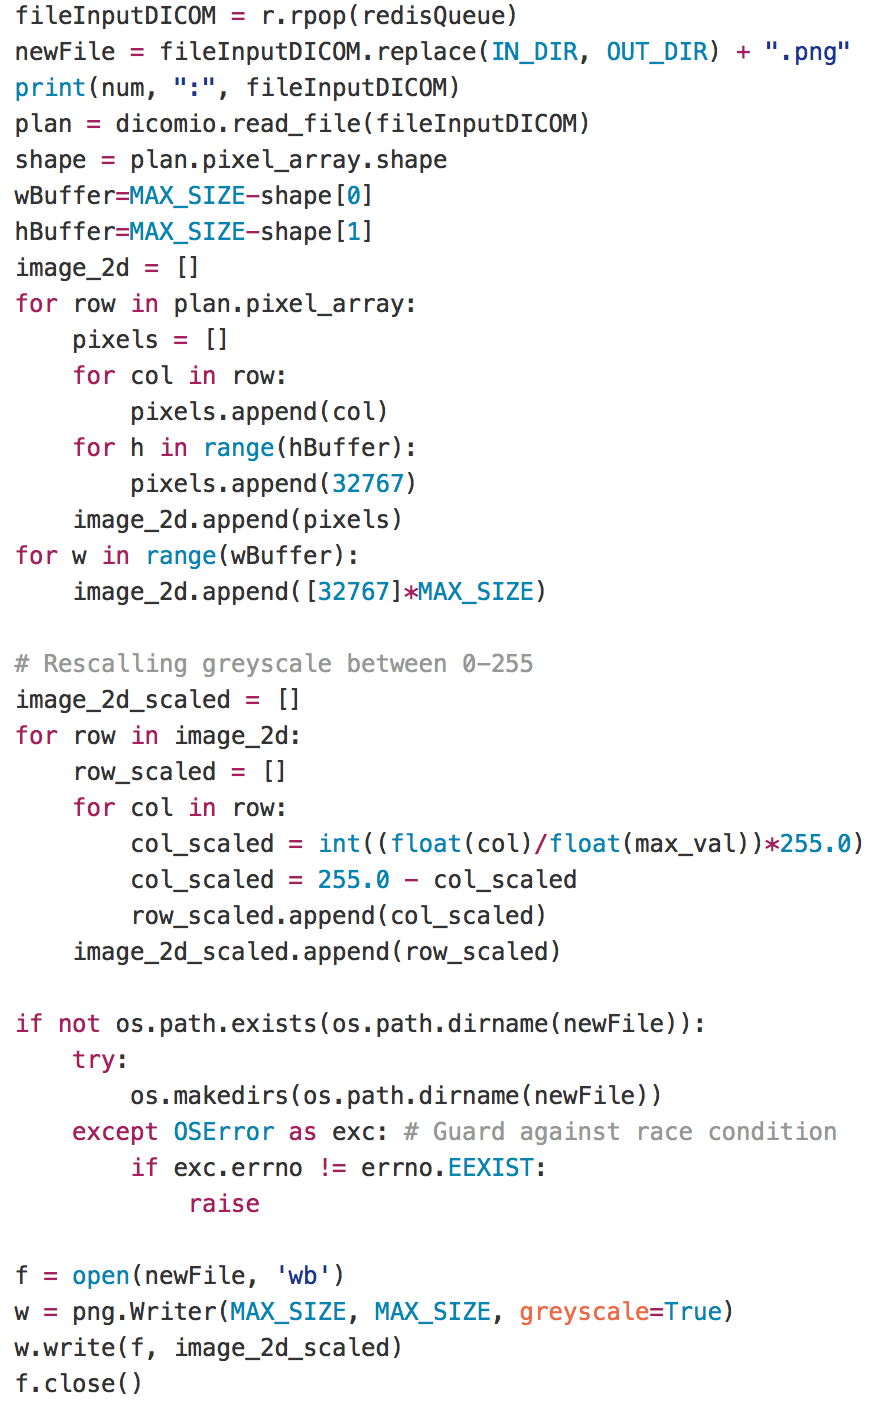 fileInputDICOM = r.rpop(redisQueue)
newFile = fileInputDICOM.replace(IN_DIR, OUT_DIR) + ".png"
print(num, ":", fileInputDICOM)
plan = dicomio.read_file(fileInputDICOM)
shape = plan.pixel_array.shape
wBuffer=MAX_SIZE-shape[0]
hBuffer=MAX_SIZE-shape[1]
image_2d = []
for row in plan.pixel_array:
    pixels = []
    for col in row:
        pixels.append(col)
    for h in range(hBuffer):
        pixels.append(32767)
    image_2d.append(pixels)
for w in range(wBuffer):
    image_2d.append([32767]*MAX_SIZE)

# Rescalling greyscale between 0-255
image_2d_scaled = []
for row in image_2d:
    row_scaled = []
    for col in row:
        col_scaled = int((float(col)/float(max_val))*255.0)
        col_scaled = 255.0 - col_scaled
        row_scaled.append(col_scaled)
    image_2d_scaled.append(row_scaled)

if not os.path.exists(os.path.dirname(newFile)):
    try:
        os.makedirs(os.path.dirname(newFile))
    except OSError as exc: # Guard against race condition
        if exc.errno != errno.EEXIST:
            raise

f = open(newFile, 'wb')
w = png.Writer(MAX_SIZE, MAX_SIZE, greyscale=True)
w.write(f, image_2d_scaled)
f.close()